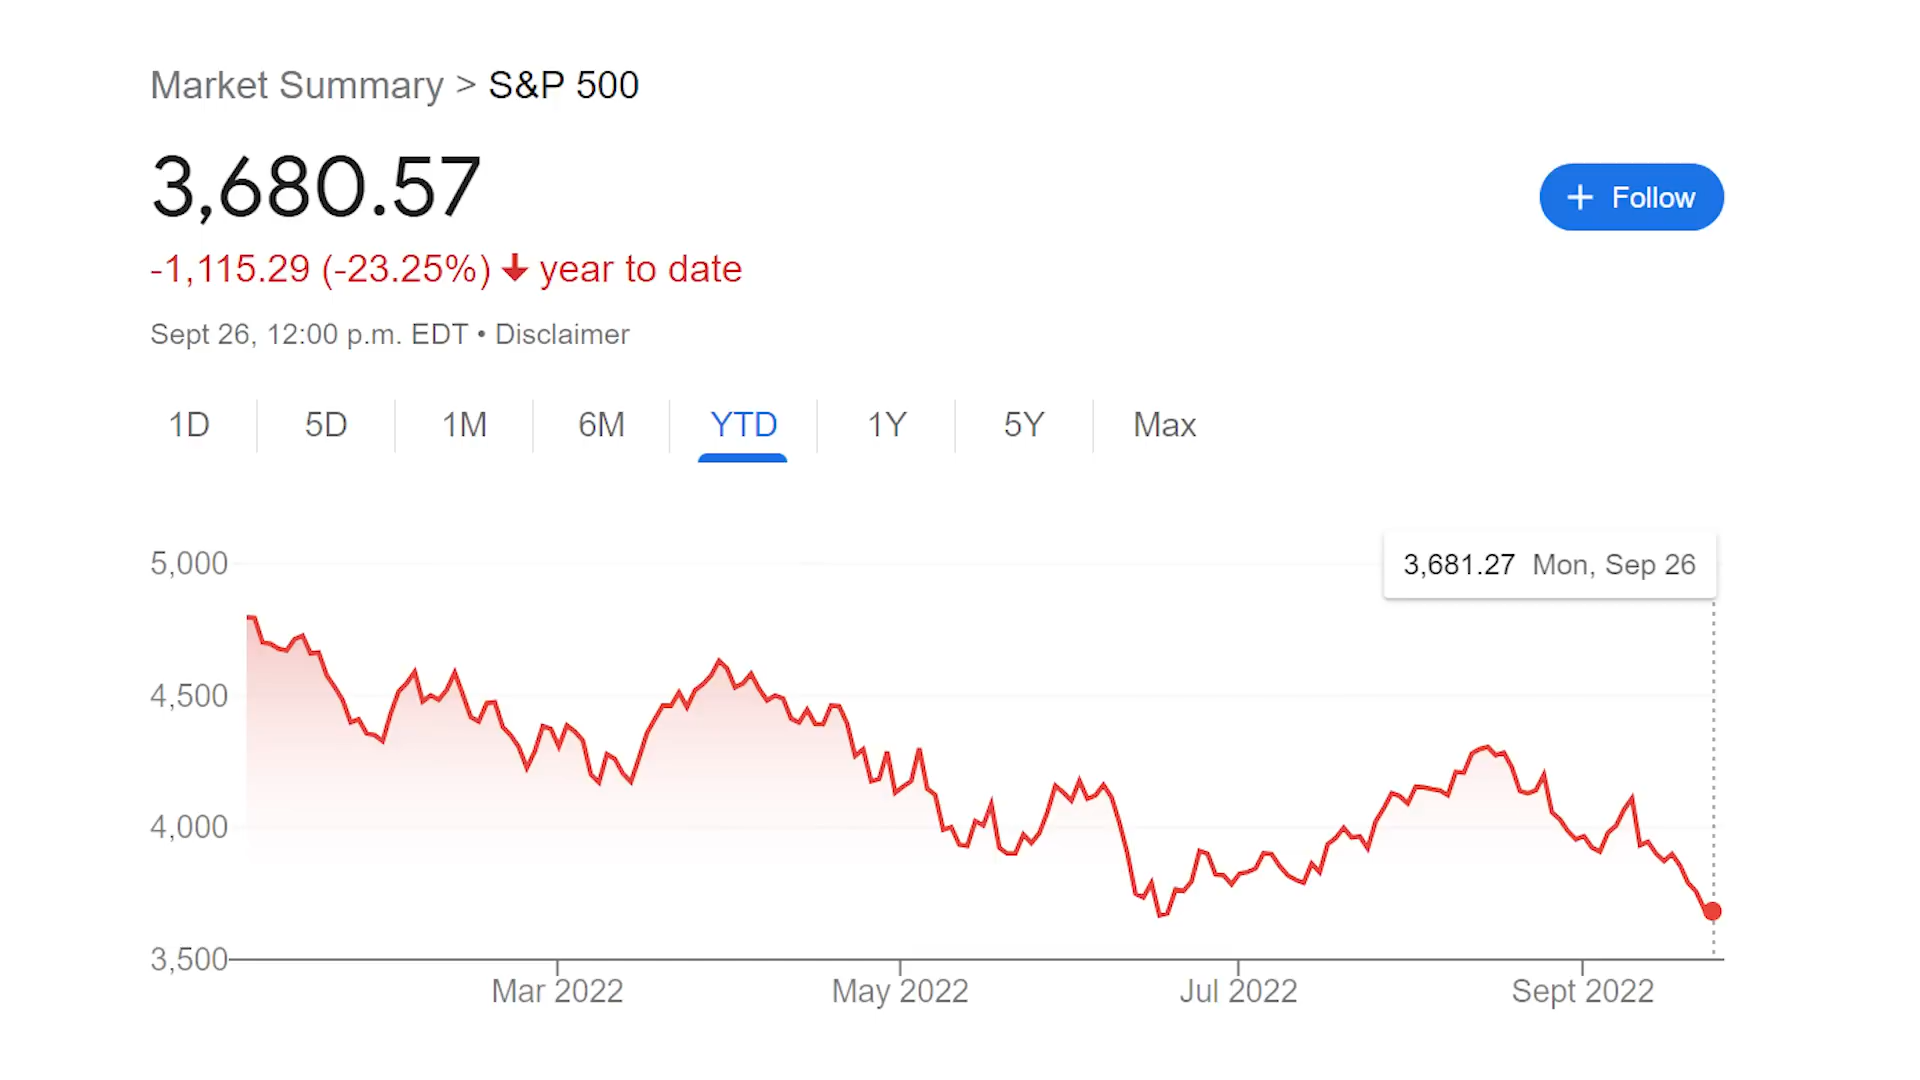 Market Summary > S&P 500
3,680.57
+ Follow
-1,115.29 (-23.25%) ↓ year to date
Sept 26, 12:00 p.m. EDT • Disclaimer
1D 5D 1M 6M YTD 1Y 5Y Max
3,681.27 Mon, Sep 26
5,000
4,500
4,000
3,500
Mar 2022 May 2022 Jul 2022 Sept 2022